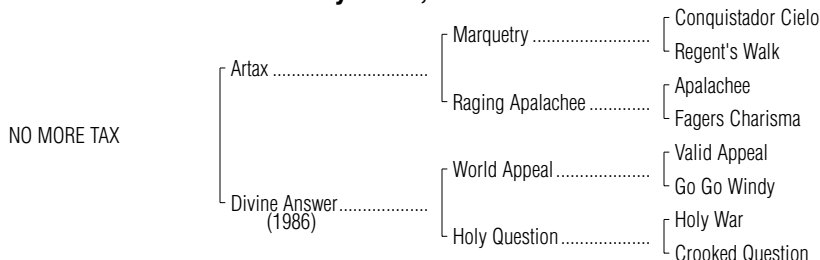 Conquistador Cielo
Marquetry
Regent's Walk
Artax
Apalachee
Raging Apalachee
Fagers Charisma
NO MORE TAX
Valid Appeal
World Appeal
Go Go Windy
Divine Answer
(1986)
Holy War
Holy Question
Crooked Question